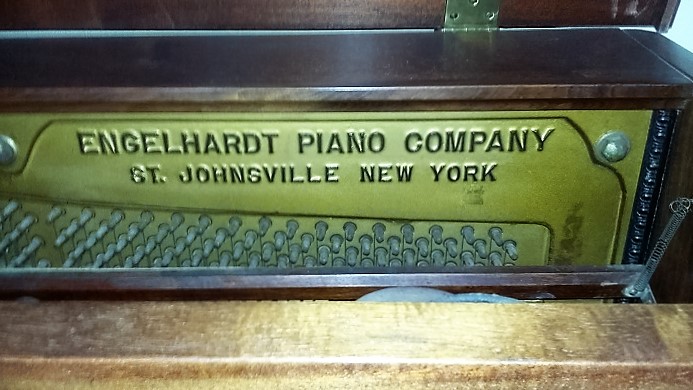 ENGELHARDT PIANO COMPANY
ST. JOHNSVILLE NEW YORK